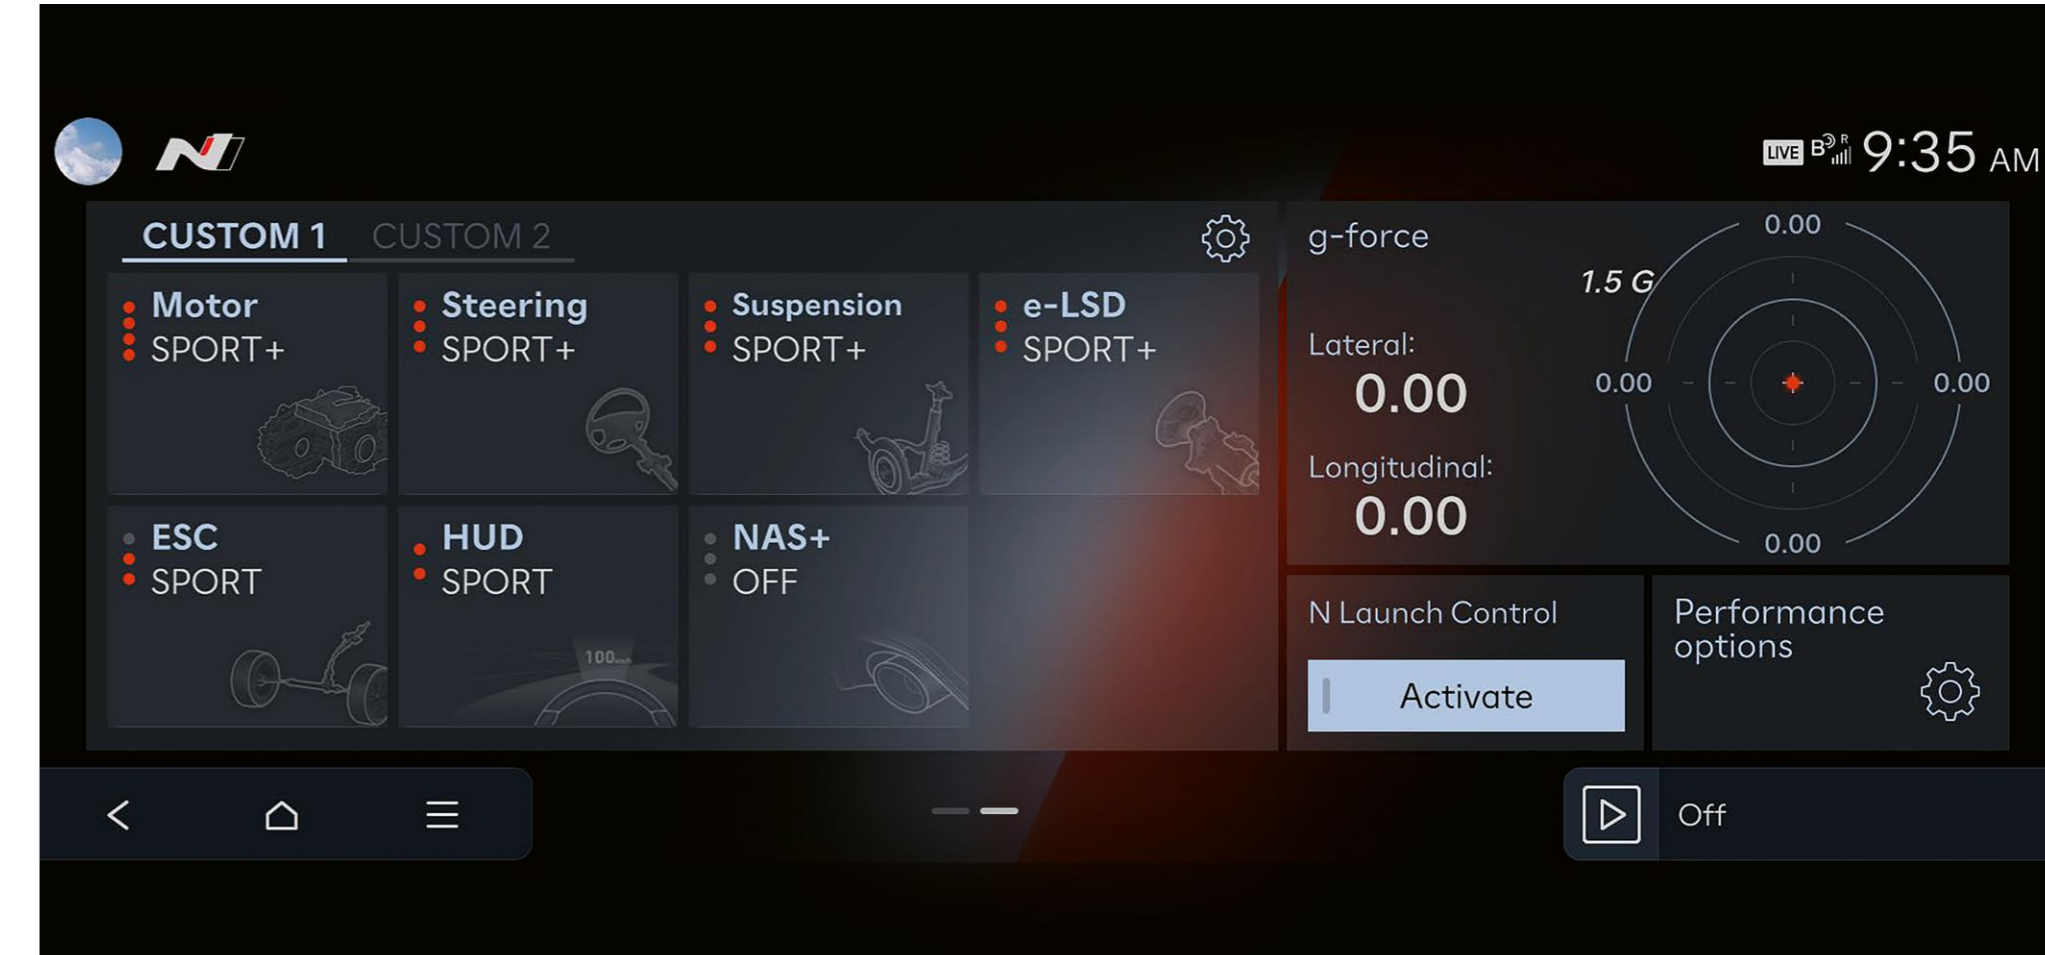 LIVE B R 9:35 AM
CUSTOM 1 CUSTOM 2
Motor
SPORT+
Steering
SPORT+
Suspension
SPORT+
e-LSD
SPORT+
ESC
SPORT
HUD
SPORT
100
NAS+
OFF
g-force
1.5 G
0.00
0.00
0.00
0.00
Lateral:
0.00
Longitudinal:
0.00
N Launch Control
Activate
Performance
options
Off